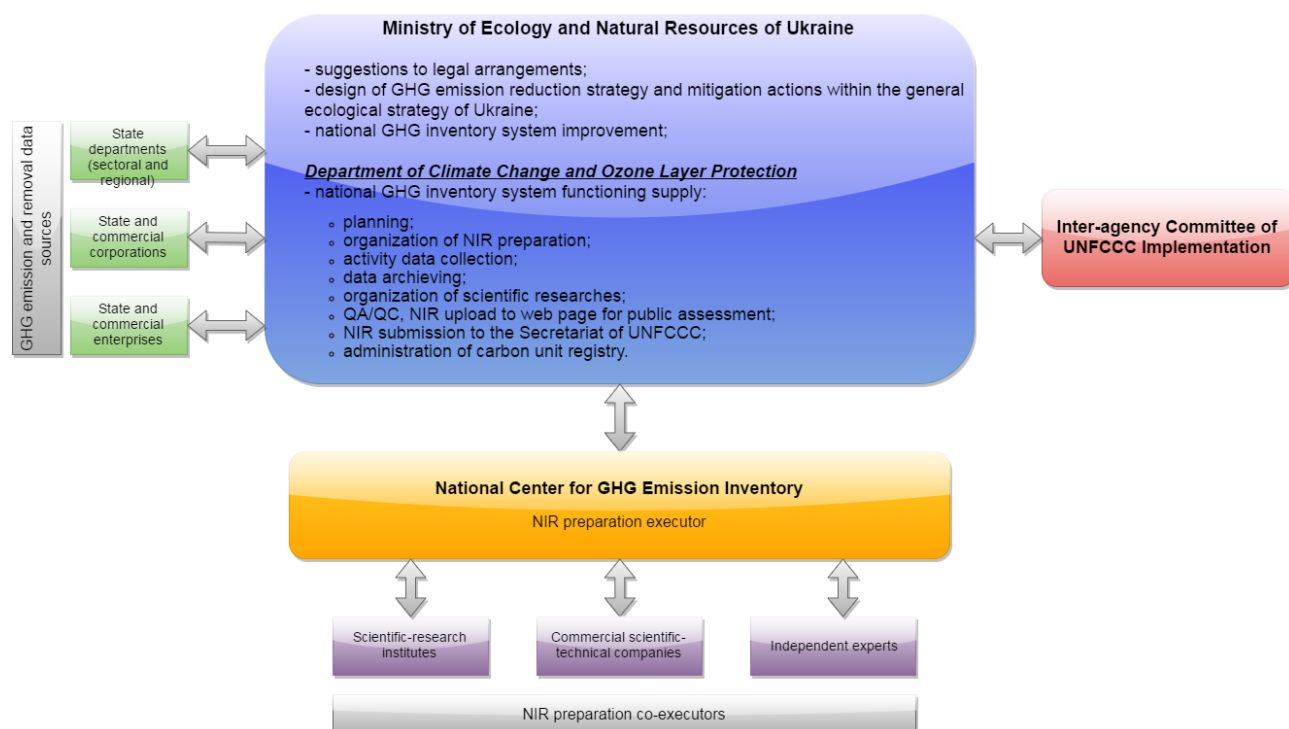 Ministry of Ecology and Natural Resources of Ukraine
- suggestions to legal arrangements;
- design of GHG emission reduction strategy and mitigation actions within the general
ecological strategy of Ukraine;
- national GHG inventory system improvement;
Department of Climate Change and Ozone Layer Protection
- national GHG inventory system functioning supply:
planning;
organization of NIR preparation;
activity data collection;
data archieving;
organization of scientific researches;
QA/QC, NIR upload to web page for public assessment;
NIR submission to the Secretariat of UNFCCC;
administration of carbon unit registry.
GHG emission and removal data
sources
State
departments
(sectoral and
regional)
State and
commercial
corporations
State and
commercial
enterprises
Inter-agency Committee of
UNFCCC Implementation
National Center for GHG Emission Inventory
NIR preparation executor
Scientific-research
institutes
Commercial scientific-
technical companies
Independent experts
NIR preparation co-executors